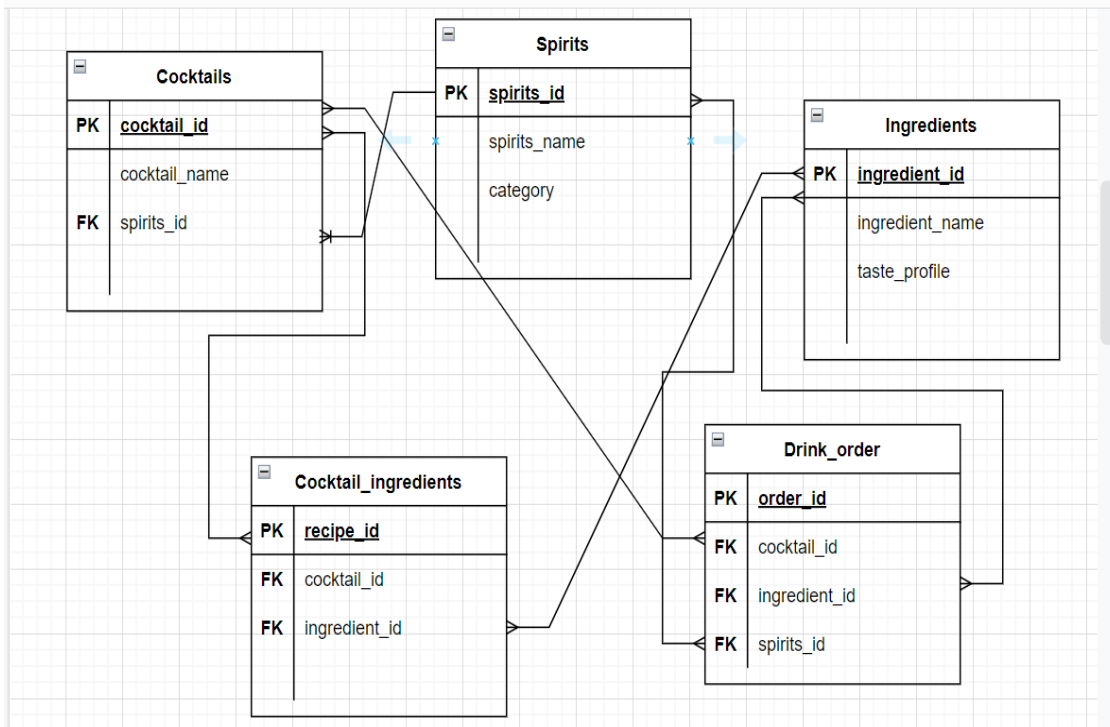 Cocktails
PK cocktail_id
cocktail_name
FK spirits_id
Spirits
PK spirits_id
spirits_name
category
Ingredients
PK ingredient_id
ingredient_name
taste_profile
Cocktail_ingredients
PK recipe_id
FK cocktail_id
FK ingredient_id
Drink_order
PK order_id
FK cocktail_id
FK ingredient_id
FK spirits_id